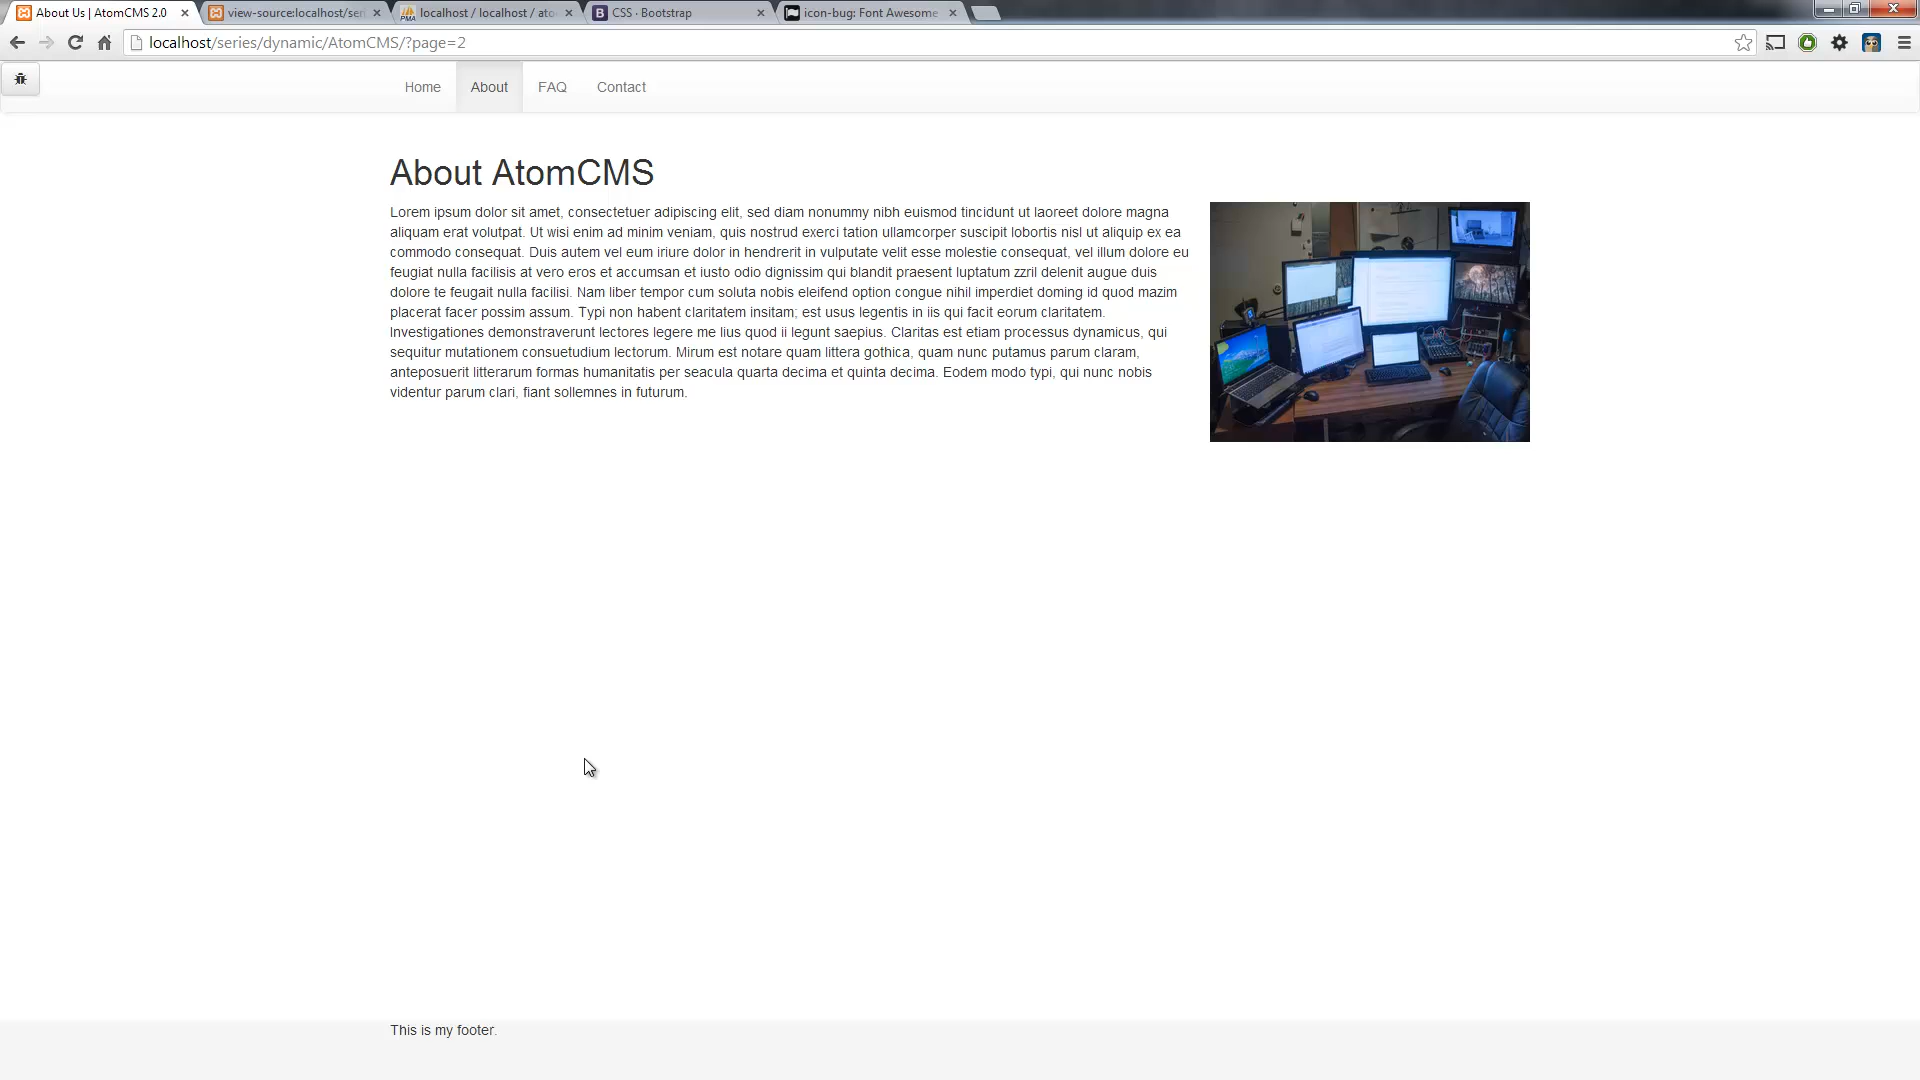 About Us | AtomCMS 2.0
view-source:localhost/seri
localhost / localhost / ato
CSS · Bootstrap
icon-bug: Font Awesome
localhost/series/dynamic/AtomCMS/?page=2
Home
About
FAQ
Contact
About AtomCMS
Lorem ipsum dolor sit amet, consectetuer adipiscing elit, sed diam nonummy nibh euismod tincidunt ut laoreet dolore magna
aliquam erat volutpat. Ut wisi enim ad minim veniam, quis nostrud exerci tation ullamcorper suscipit lobortis nisl ut aliquip ex ea
commodo consequat. Duis autem vel eum iriure dolor in hendrerit in vulputate velit esse molestie consequat, vel illum dolore eu
feugiat nulla facilisis at vero eros et accumsan et iusto odio dignissim qui blandit praesent luptatum zzril delenit augue duis
dolore te feugait nulla facilisi. Nam liber tempor cum soluta nobis eleifend option congue nihil imperdiet doming id quod mazim
placerat facer possim assum. Typi non habent claritatem insitam; est usus legentis in iis qui facit eorum claritatem.
Investigationes demonstraverunt lectores legere me lius quod ii legunt saepius. Claritas est etiam processus dynamicus, qui
sequitur mutationem consuetudium lectorum. Mirum est notare quam littera gothica, quam nunc putamus parum claram,
anteposuerit litterarum formas humanitatis per seacula quarta decima et quinta decima. Eodem modo typi, qui nunc nobis
videntur parum clari, fiant sollemnes in futurum.
This is my footer.